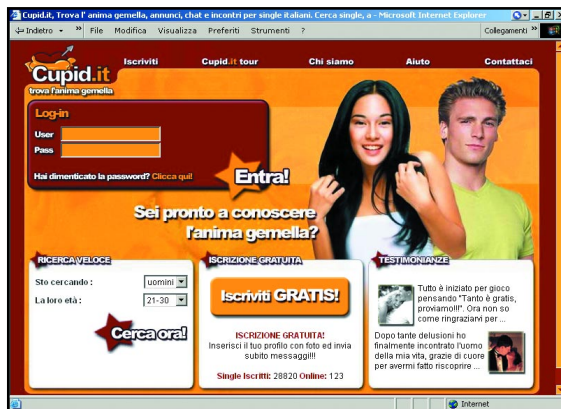 Cupid.it, Trova l' anima gemella, annunci, chat e incontri per single italiani. Cerca single, a - Microsoft Internet Explorer
Indietro » File Modifica Visualizza Preferiti Strumenti ? Collegamenti »
Cupid.it
trova l'anima gemella
Iscriviti Cupid.it tour Chi siamo Aiuto Contattaci
Log-in
User
Pass
Hai dimenticato la password? Clicca qui!
Entra!
Sei pronto a conoscere
l'anima gemella?
RICERCA VELOCE
Sto cercando : uomini
La loro età : 21-30
Cerca ora!
ISCRIZIONE GRATUITA
Iscriviti GRATIS!
ISCRIZIONE GRATUITA!
Inserisci il tuo profilo con foto ed invia
subito messaggi!!!
Single Iscritti: 28820 Online: 123
TESTIMONIANZE
Tutto è iniziato per gioco
pensando "Tanto è gratis,
proviamo!!!". Ora non so
come ringraziarvi per ...
Dopo tante delusioni ho
finalmente incontrato l'uomo
della mia vita, grazie di cuore
per avermi fatto riscoprire ...
Internet